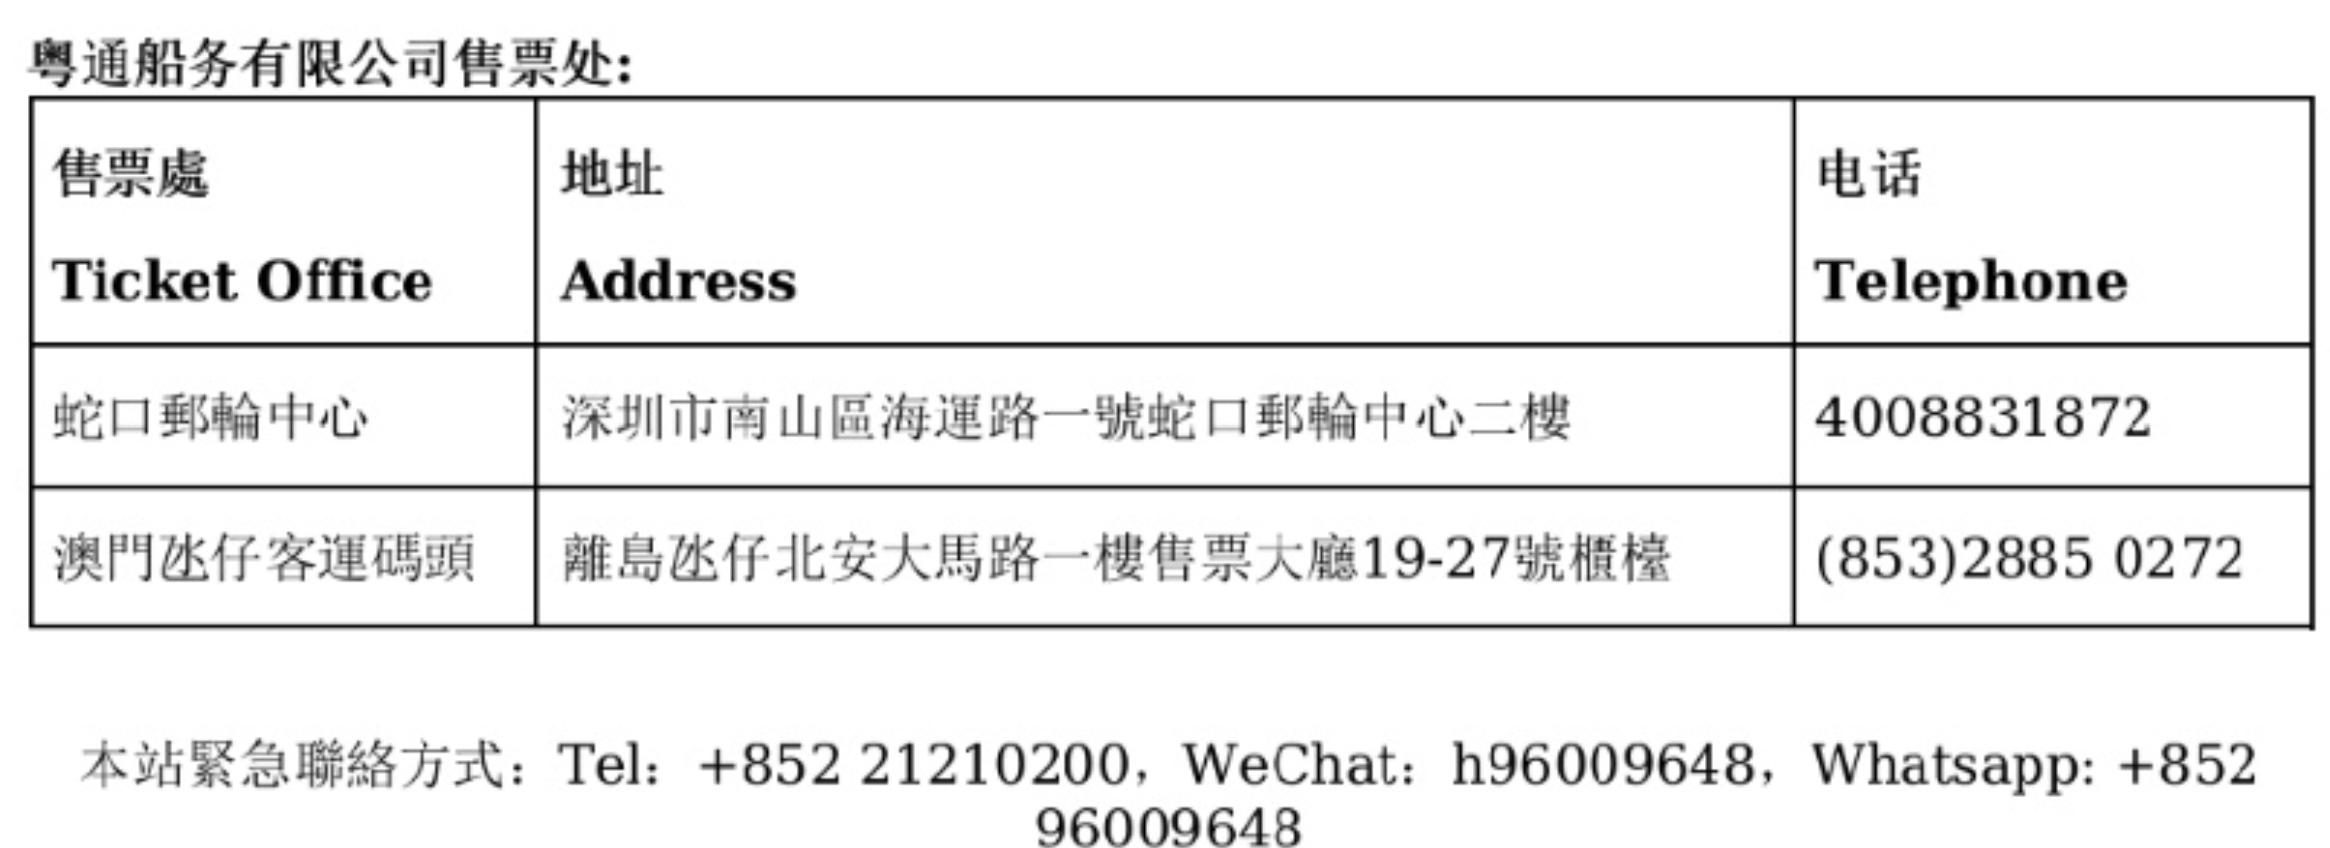 粤通船务有限公司售票处:
售票處 地址 电话
Ticket Office Address Telephone
蛇口郵輪中心 深圳市南山區海運路一號蛇口郵輪中心二樓 4008831872
澳門氹仔客運碼頭 離島氹仔北安大馬路一樓售票大廳19-27號櫃檯 (853)2885 0272
本站緊急聯絡方式：Tel：+852 21210200，WeChat：h96009648，Whatsapp: +852
96009648